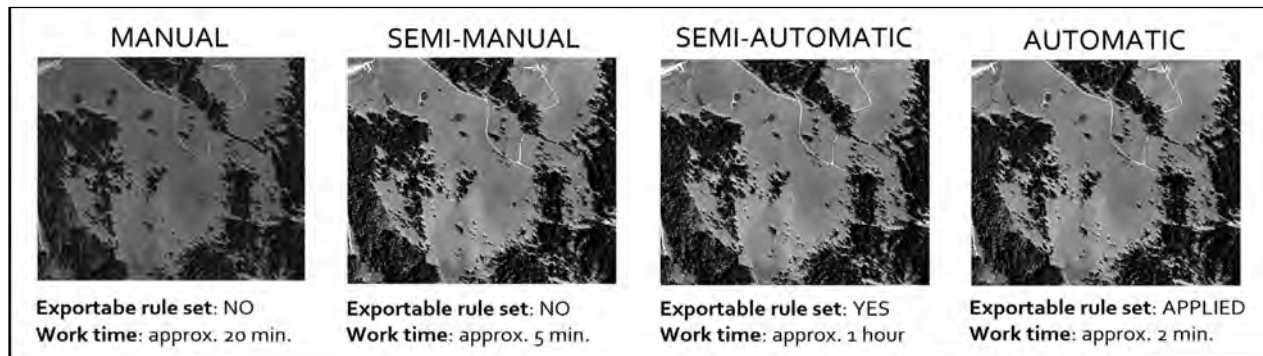 MANUAL
SEMI-MANUAL
SEMI-AUTOMATIC
AUTOMATIC
Exportabe rule set: NO
Work time: approx. 20 min.
Exportable rule set: NO
Work time: approx. 5 min.
Exportable rule set: YES
Work time: approx. 1 hour
Exportable rule set: APPLIED
Work time: approx. 2 min.